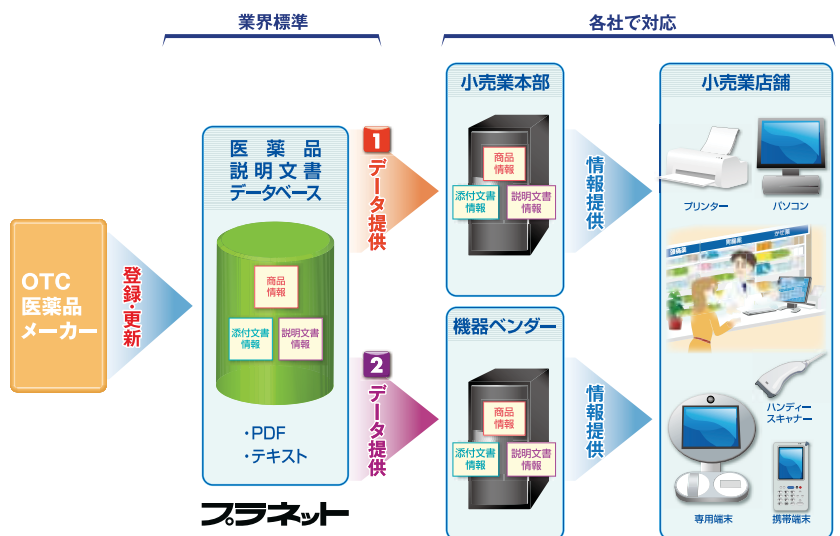 業界標準
各社で対応
OTC
医薬品
メーカー
登録・更新
医薬品
説明文書
データベース
商品
情報
添付文書
情報
説明文書
情報
・PDF
・テキスト
プラネット
1
データ提供
2
データ提供
小売業本部
商品
情報
添付文書
情報
説明文書
情報
機器ベンダー
商品
情報
添付文書
情報
説明文書
情報
情報提供
情報提供
小売業店舗
プリンター
パソコン
胃腸薬
かぜ薬
ハンディー
スキャナー
専用端末
携帯端末